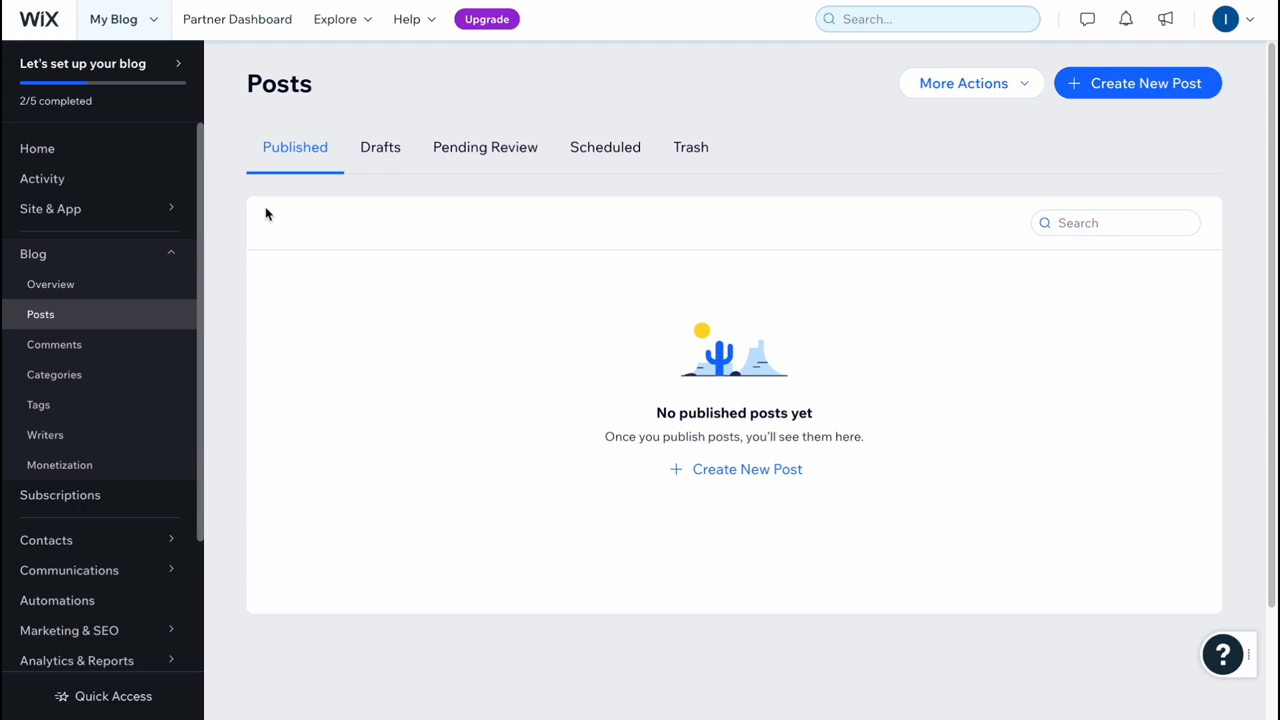 WIX My Blog Partner Dashboard Explore Help Upgrade Search... I
Let's set up your blog
2/5 completed
Home
Activity
Site & App
Blog
Overview
Posts
Comments
Categories
Tags
Writers
Monetization
Subscriptions
Contacts
Communications
Automations
Marketing & SEO
Analytics & Reports
Quick Access
Posts More Actions + Create New Post
Published Drafts Pending Review Scheduled Trash
Search
No published posts yet
Once you publish posts, you'll see them here.
+ Create New Post
?